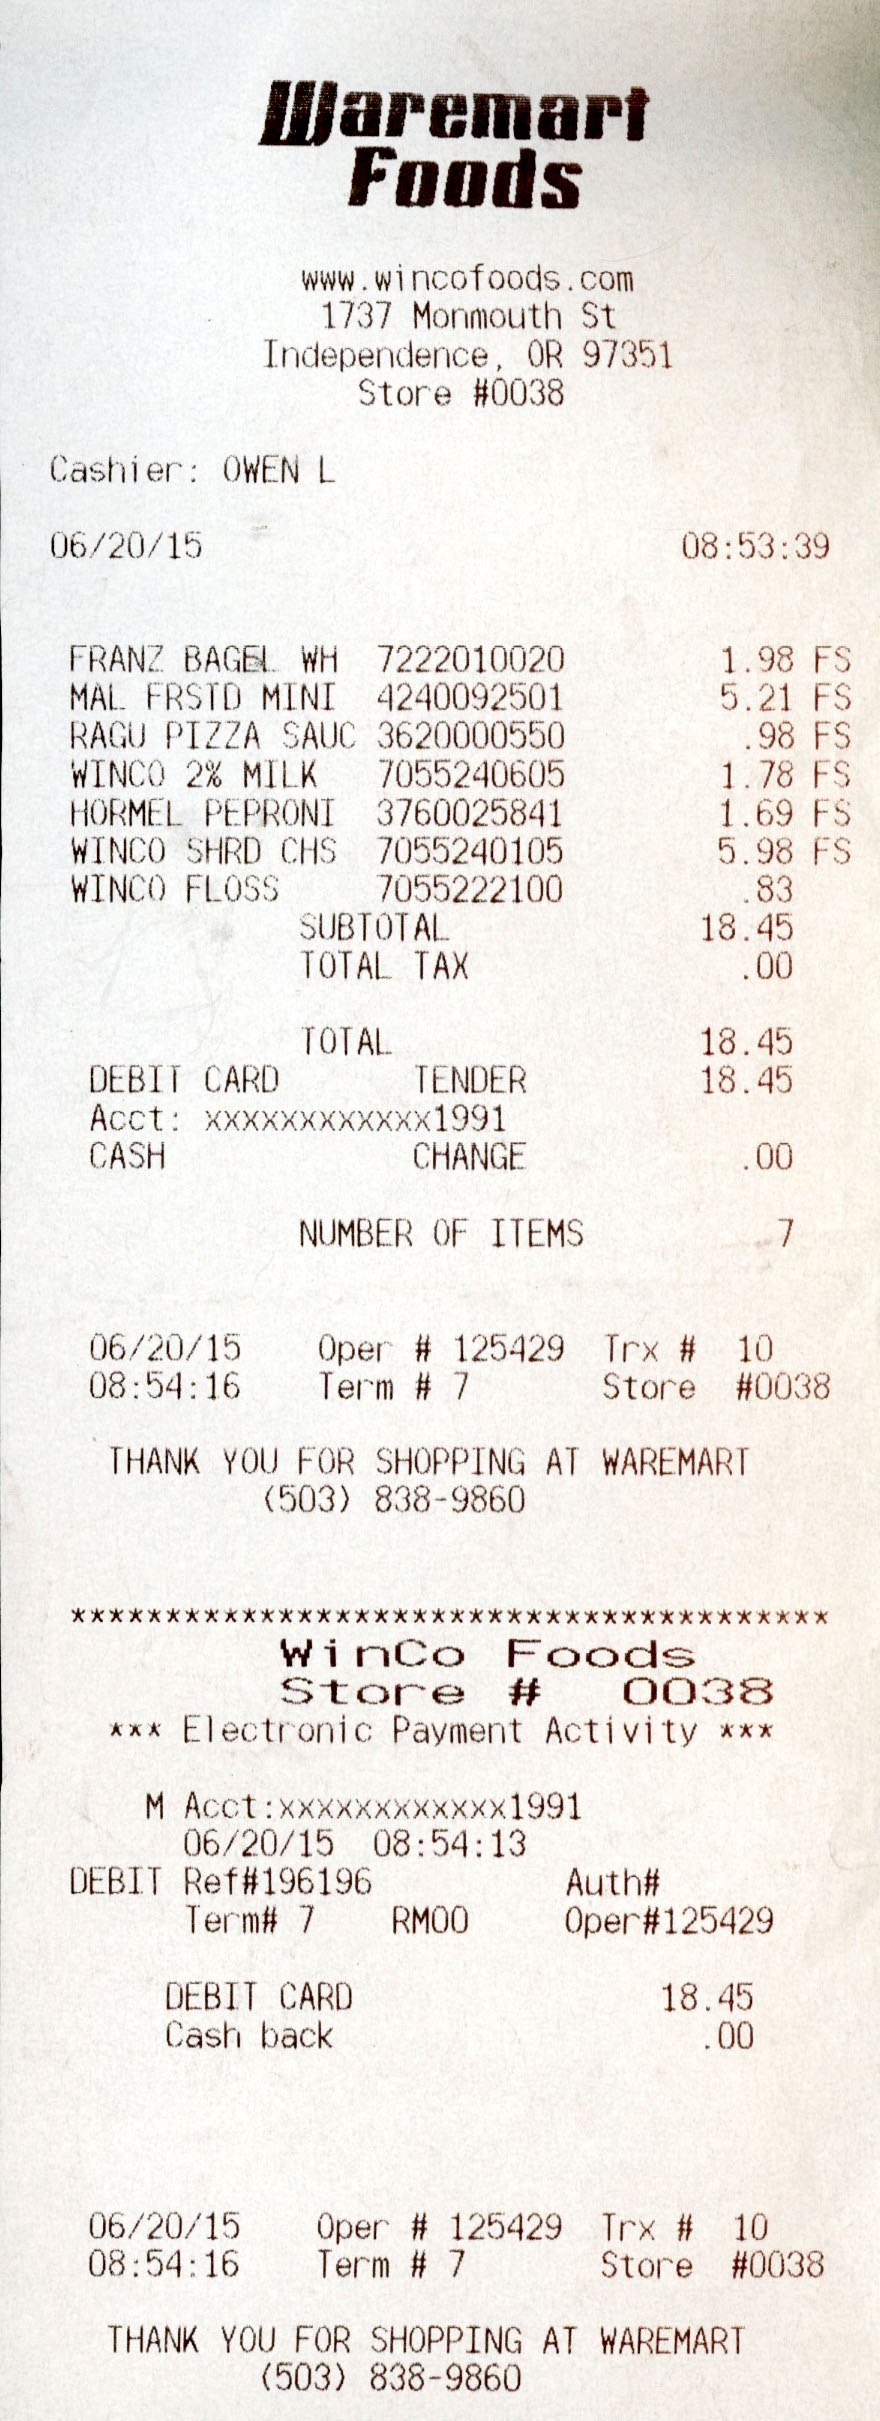 Waremart
Foods
www.wincofoods.com
1737 Monmouth St
Independence, OR 97351
Store #0038
Cashier: OWEN L
06/20/15 08:53:39
FRANZ BAGEL WH 7222010020 1.98 FS
MAL FRSTD MINI 4240092501 5.21 FS
RAGU PIZZA SAUC 3620000550 .98 FS
WINCO 2% MILK 7055240605 1.78 FS
HORMEL PEPRONI 3760025841 1.69 FS
WINCO SHRD CHS 7055240105 5.98 FS
WINCO FLOSS 7055222100 .83
SUBTOTAL 18.45
TOTAL TAX .00
TOTAL 18.45
DEBIT CARD TENDER 18.45
Acct: xxxxxxxxxxxx1991
CASH CHANGE .00
NUMBER OF ITEMS 7
06/20/15 Oper # 125429 Trx # 10
08:54:16 Term # 7 Store #0038
THANK YOU FOR SHOPPING AT WAREMART
(503) 838-9860
****************************************
WinCo Foods
Store # 0038
*** Electronic Payment Activity ***
M Acct:xxxxxxxxxxxx1991
06/20/15 08:54:13
DEBIT Ref#196196 Auth#
Term# 7 RM00 Oper#125429
DEBIT CARD 18.45
Cash back .00
06/20/15 Oper # 125429 Trx # 10
08:54:16 Term # 7 Store #0038
THANK YOU FOR SHOPPING AT WAREMART
(503) 838-9860